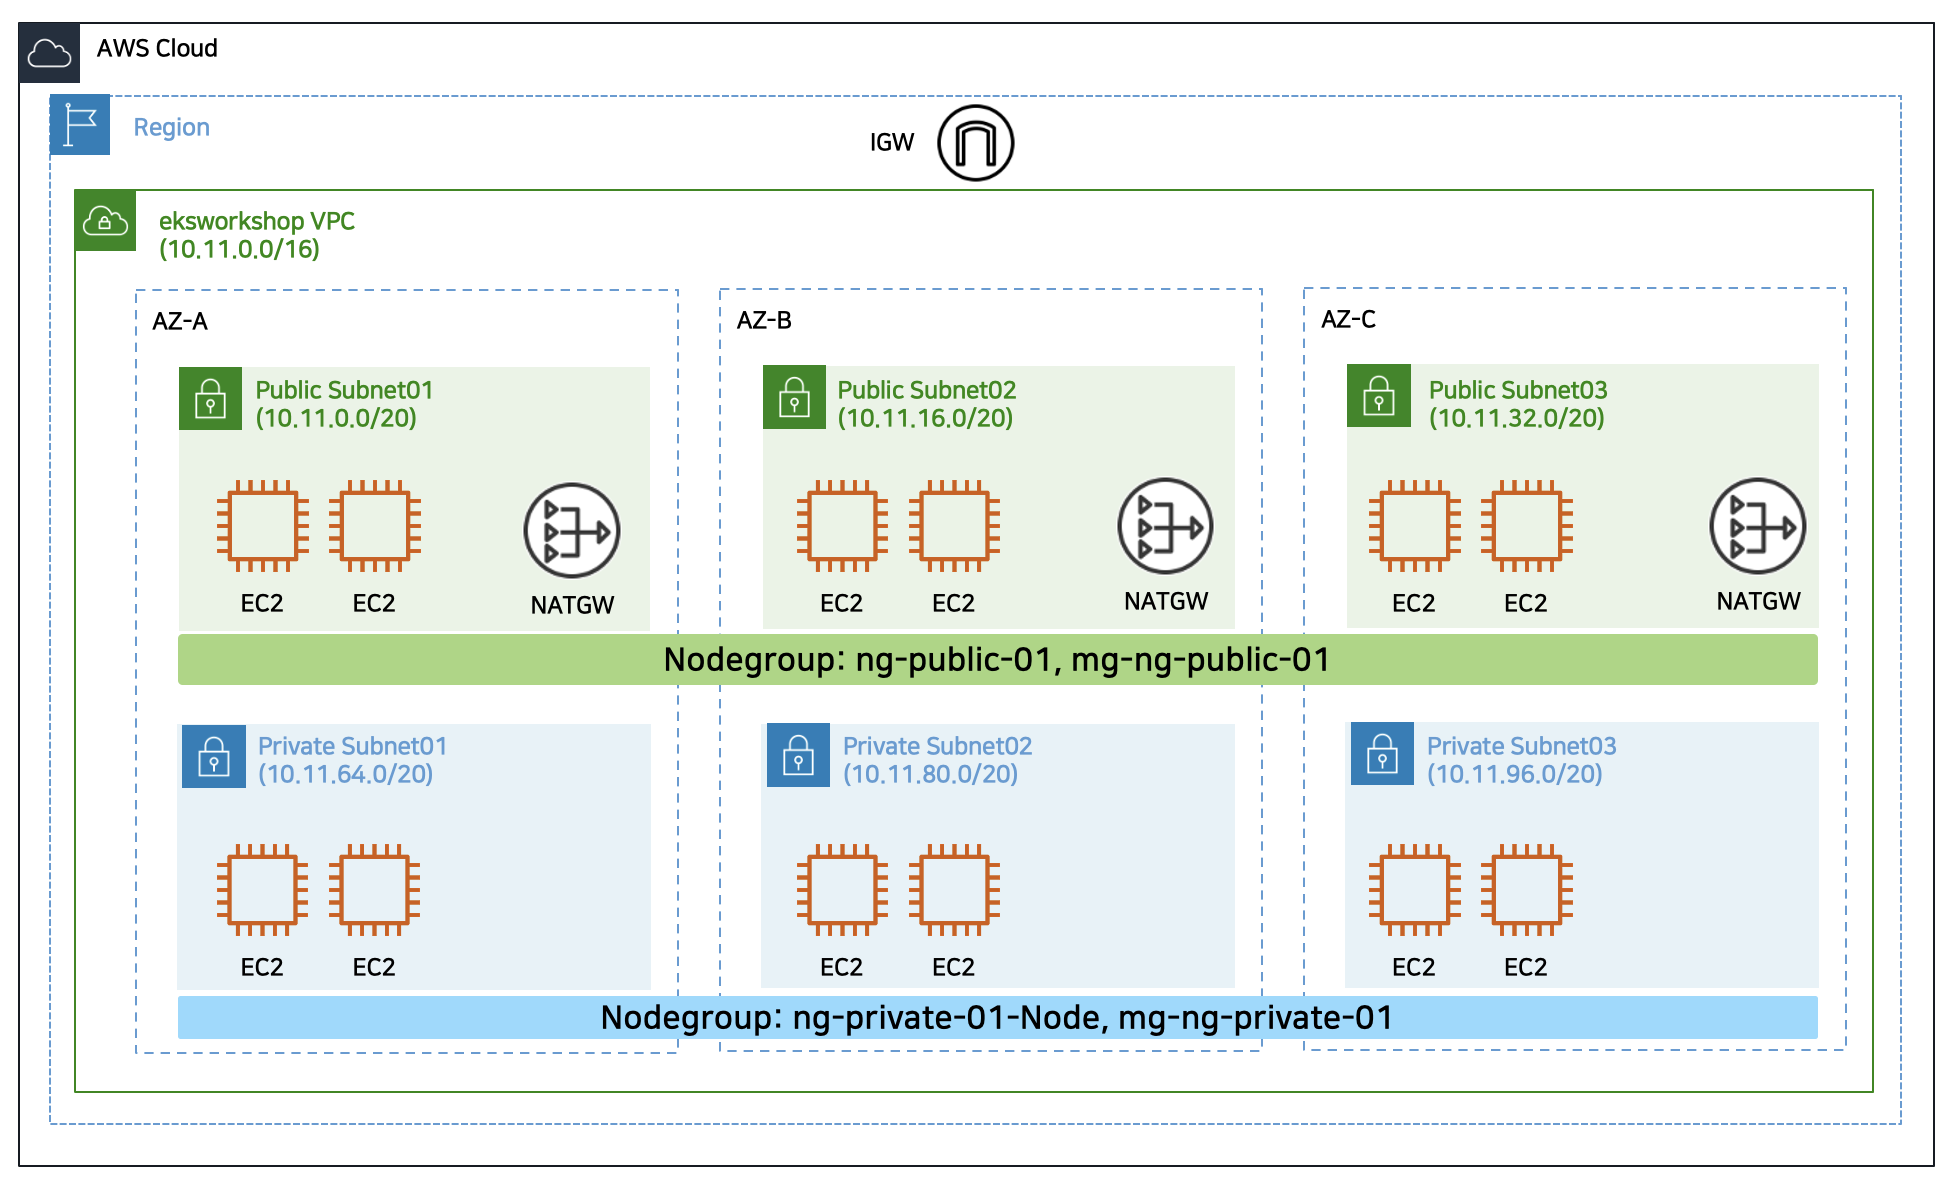 AWS Cloud
Region
IGW
eksworkshop VPC
(10.11.0.0/16)
AZ-A
AZ-B
AZ-C
Public Subnet01
(10.11.0.0/20)
Public Subnet02
(10.11.16.0/20)
Public Subnet03
(10.11.32.0/20)
EC2
EC2
NATGW
EC2
EC2
NATGW
EC2
EC2
NATGW
Nodegroup: ng-public-01, mg-ng-public-01
Private Subnet01
(10.11.64.0/20)
Private Subnet02
(10.11.80.0/20)
Private Subnet03
(10.11.96.0/20)
EC2
EC2
EC2
EC2
EC2
EC2
Nodegroup: ng-private-01-Node, mg-ng-private-01